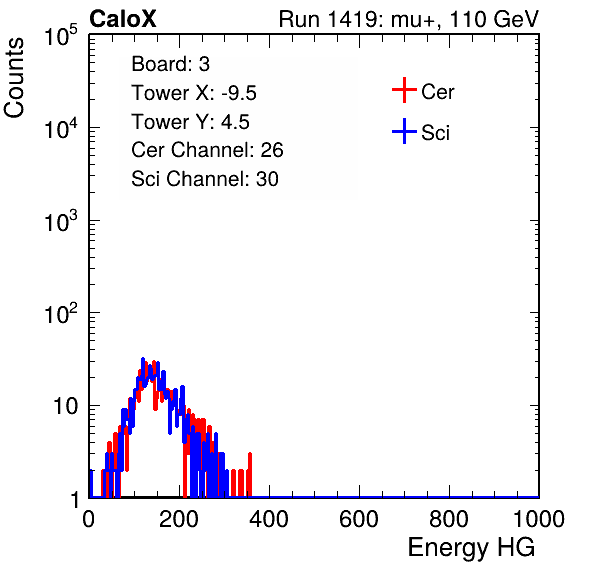 CaloX Run 1419: mu+, 110 GeV
Counts
Board: 3
Tower X: -9.5
Tower Y: 4.5
Cer Channel: 26
Sci Channel: 30
Cer
Sci
10^5
10^4
10^3
10^2
10
1
0 200 400 600 800 1000
Energy HG